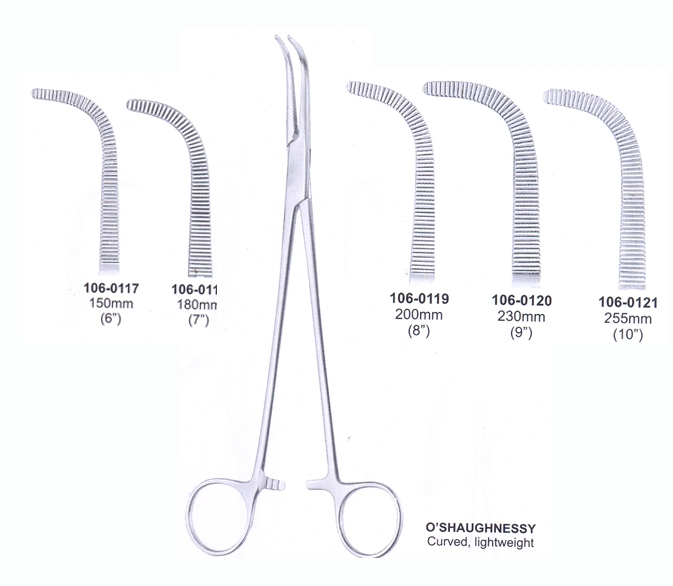 106-0117
150mm
(6")
106-011
180mm
(7")
106-0119
200mm
(8")
106-0120
230mm
(9")
106-0121
255mm
(10")
O'SHAUGHNESSY
Curved, lightweight